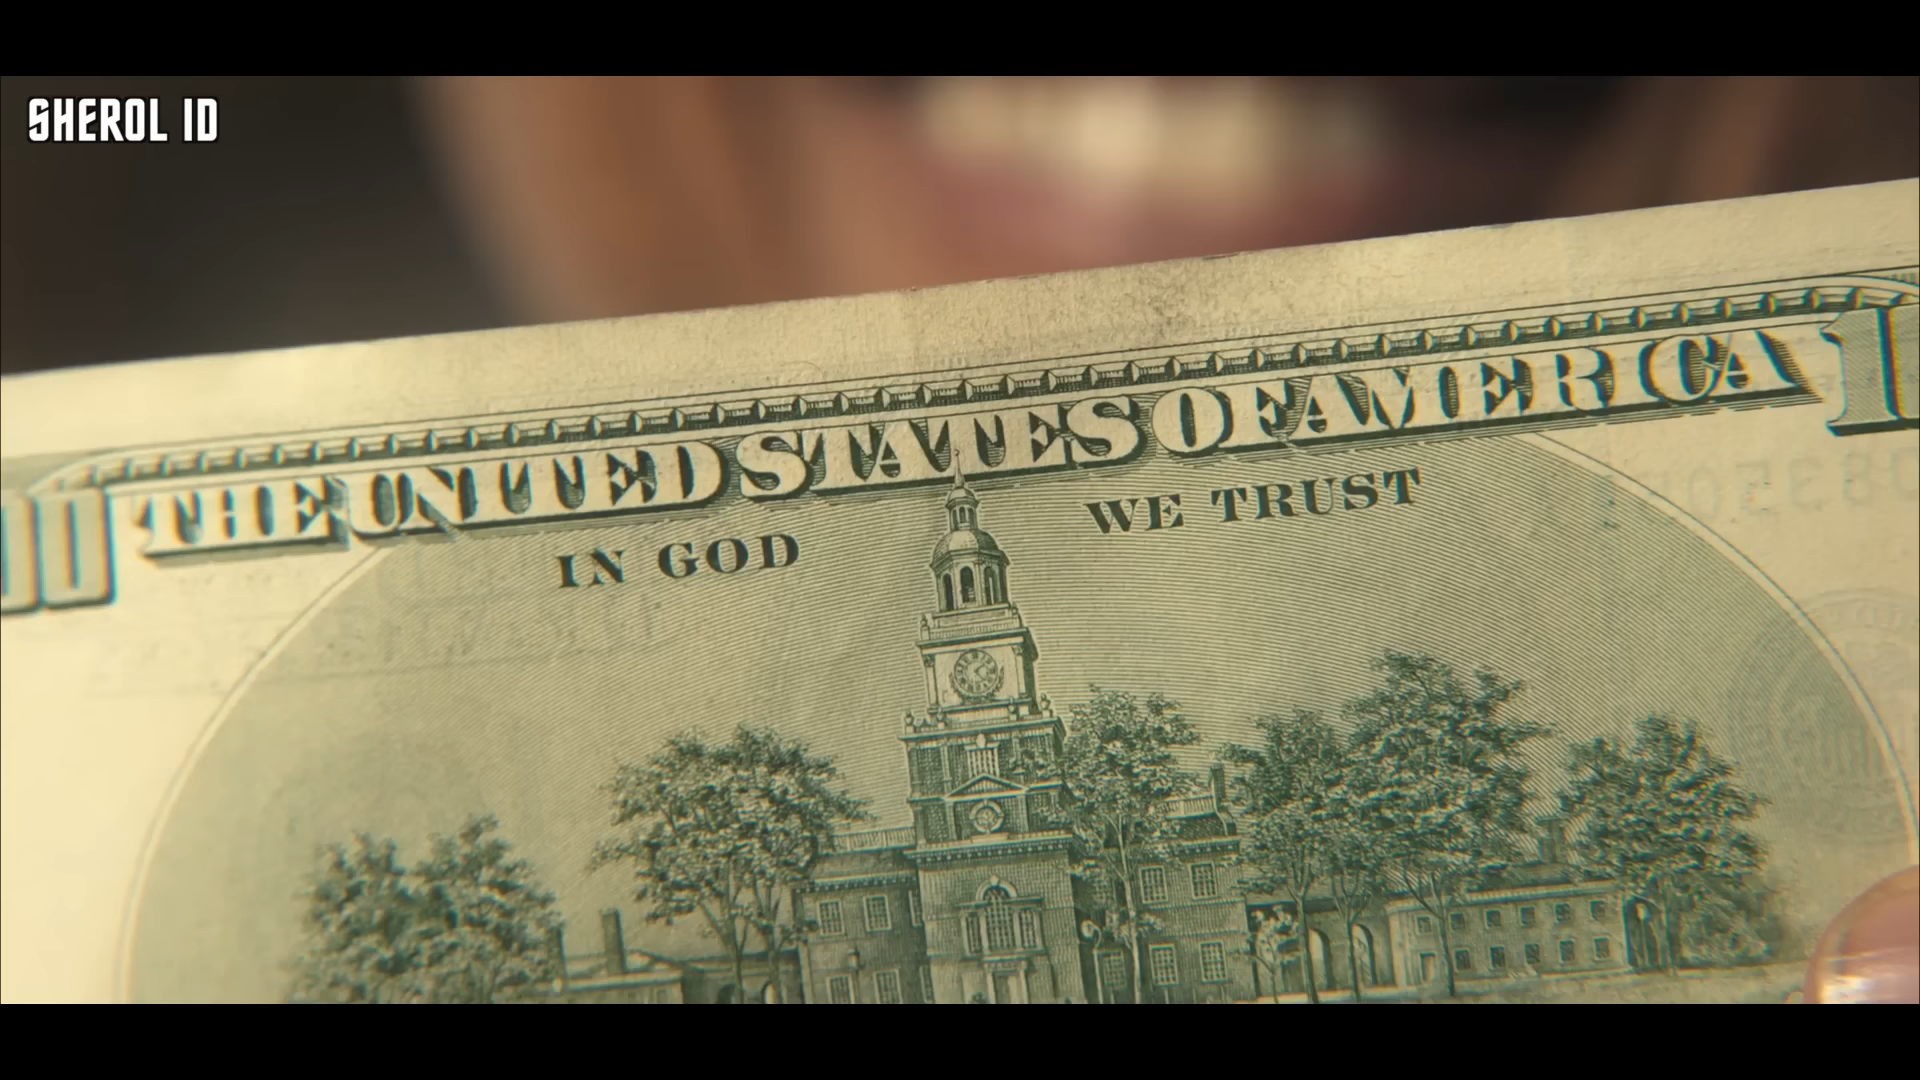 SHEROL ID
THE UNITED STATES OF AMERICA
IN GOD WE TRUST